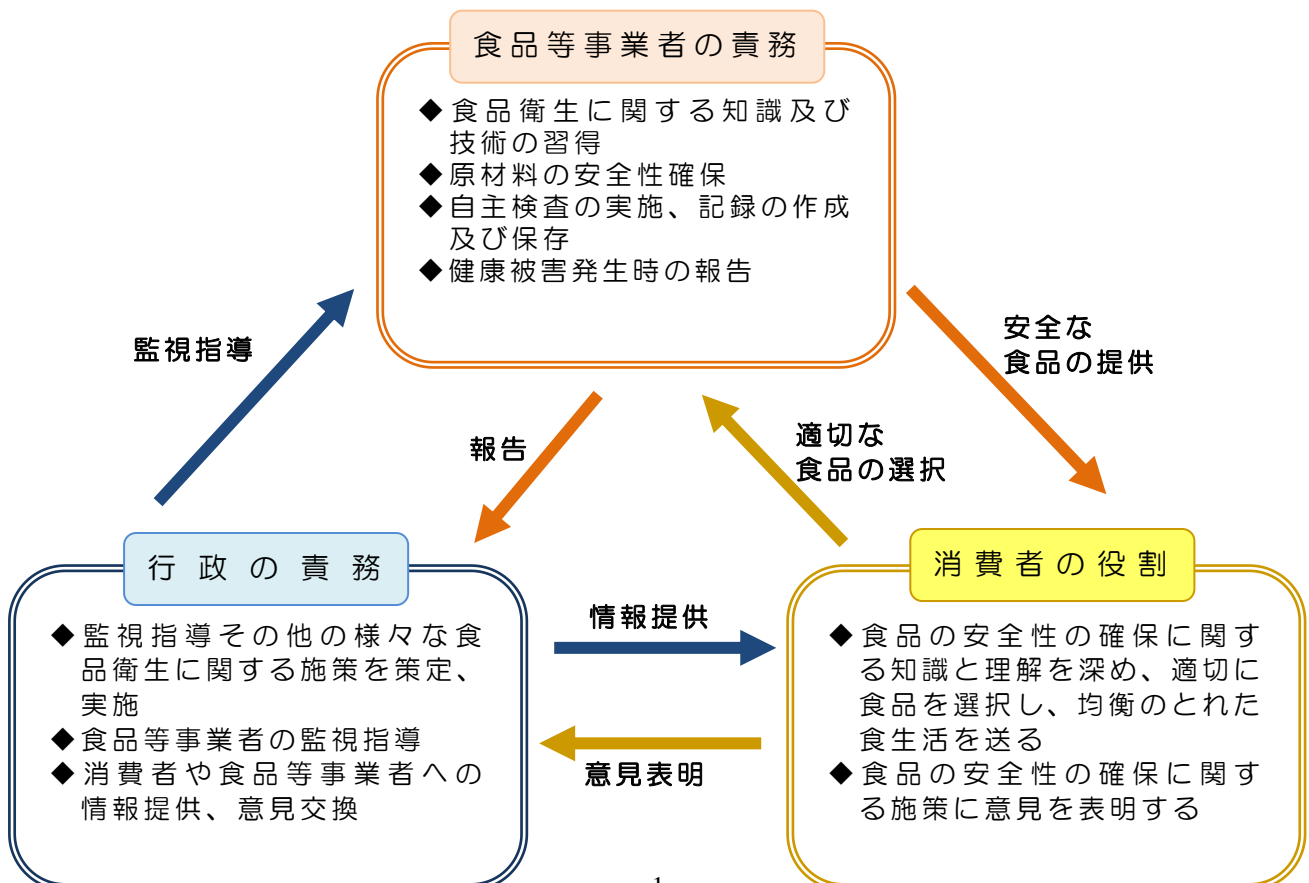 食品等事業者の責務
◆食品衛生に関する知識及び
技術の習得
◆原材料の安全性確保
◆自主検査の実施、記録の作成
及び保存
◆健康被害発生時の報告
監視指導
安全な
食品の提供
報告
適切な
食品の選択
行政の責務
◆監視指導その他の様々な食
品衛生に関する施策を策定、
実施
◆食品等事業者の監視指導
◆消費者や食品等事業者への
情報提供、意見交換
情報提供
意見表明
消費者の役割
◆食品の安全性の確保に関す
る知識と理解を深め、適切に
食品を選択し、均衡のとれた
食生活を送る
◆食品の安全性の確保に関す
る施策に意見を表明する
1